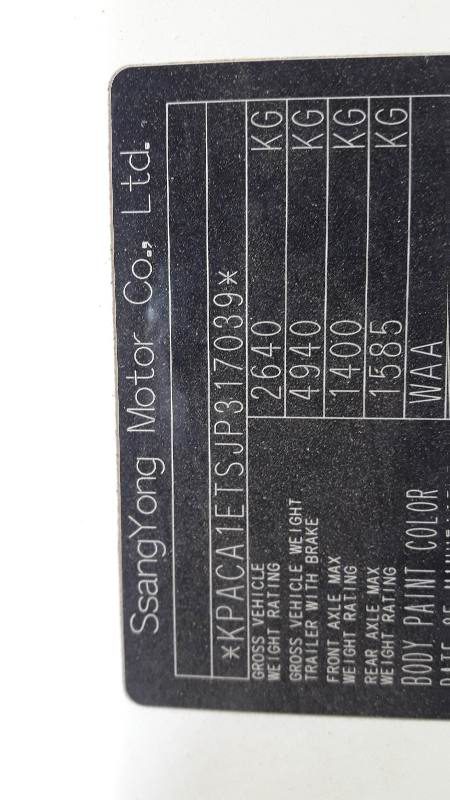 SsangYong Motor Co., Ltd.
*KPACA1ETSJP317039*
GROSS VEHICLE
WEIGHT RATING 2640 KG
GROSS VEHICLE WEIGHT
TRAILER WITH BRAKE 4940 KG
FRONT AXLE MAX
WEIGHT RATING 1400 KG
REAR AXLE MAX
WEIGHT RATING 1585 KG
BODY PAINT COLOR WAA